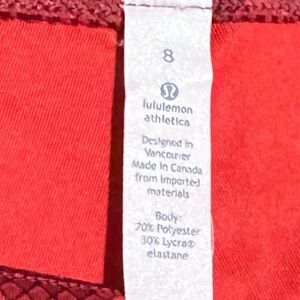 8
lululemon
athletica
Designed in
Vancouver
Made in Canada
from imported
materials
Body:
70% Polyester
30% Lycra®
elastane